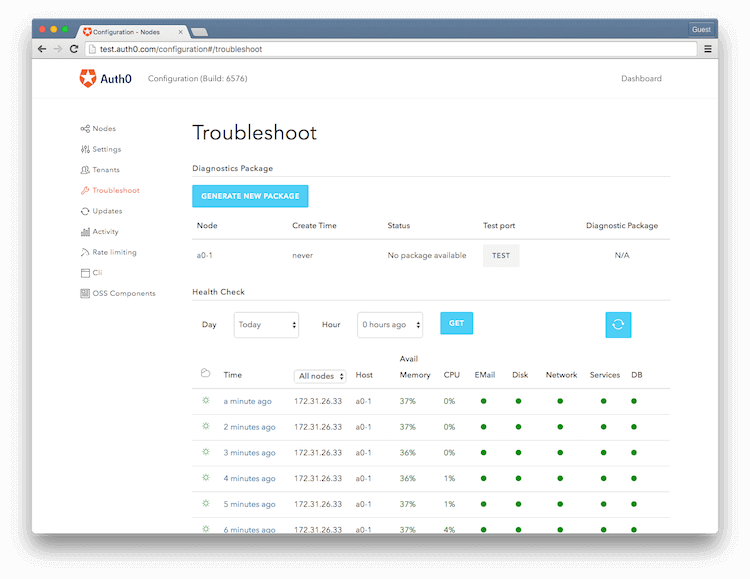 Configuration - Nodes
Guest
test.auth0.com/configuration#/troubleshoot
Auth0 Configuration (Build: 6576) Dashboard
Nodes
Settings
Tenants
Troubleshoot
Updates
Activity
Rate limiting
Cli
OSS Components
Troubleshoot
Diagnostics Package
GENERATE NEW PACKAGE
Node Create Time Status Test port Diagnostic Package
a0-1 never No package available TEST N/A
Health Check
Day Today Hour 0 hours ago GET
Time All nodes Host Avail Memory CPU EMail Disk Network Services DB
a minute ago 172.31.26.33 a0-1 37% 0%
2 minutes ago 172.31.26.33 a0-1 37% 0%
3 minutes ago 172.31.26.33 a0-1 36% 0%
4 minutes ago 172.31.26.33 a0-1 36% 1%
5 minutes ago 172.31.26.33 a0-1 37% 1%
6 minutes ago 172.31.26.33 a0-1 37% 4%